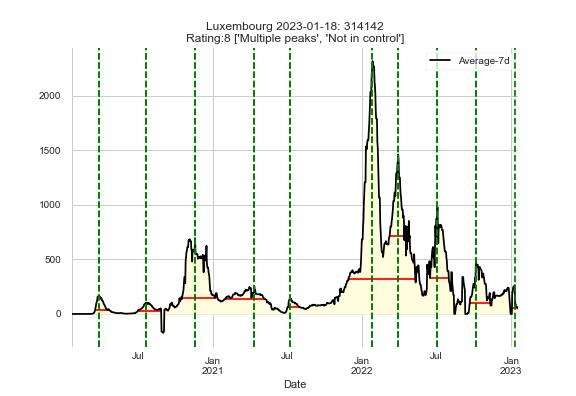 Luxembourg 2023-01-18: 314142
Rating:8 ['Multiple peaks', 'Not in control']
Average-7d
2000
1500
1000
500
0
Jul
Jan
2021
Jul
Jan
2022
Jul
Jan
2023
Date